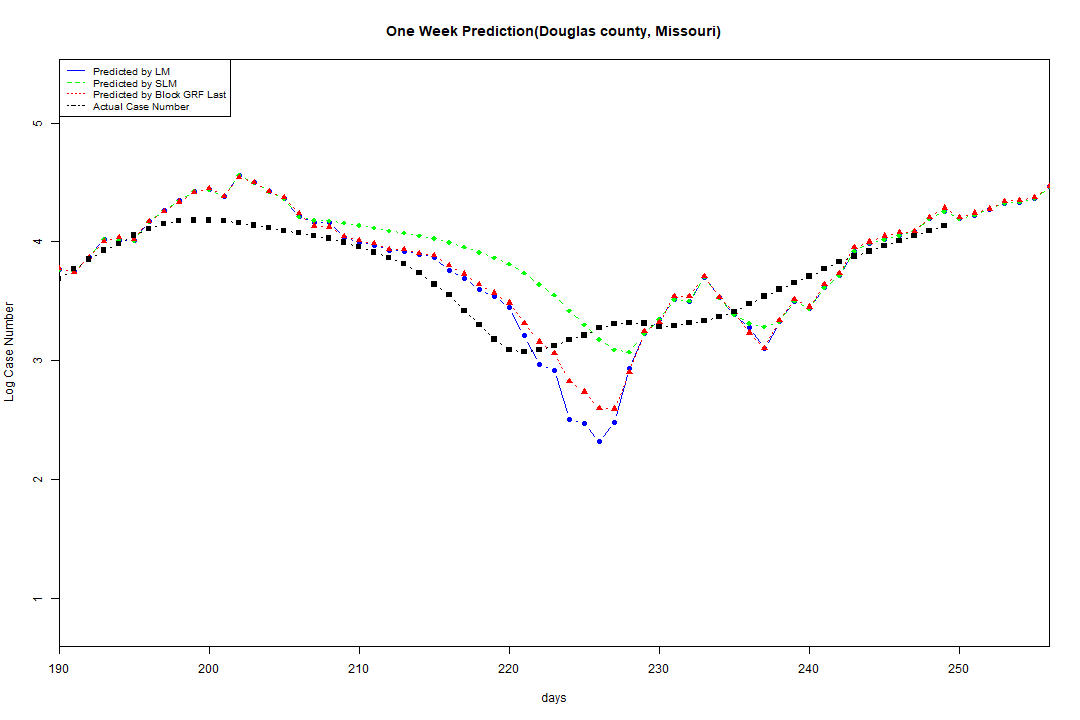 One Week Prediction(Douglas county, Missouri)
Predicted by LM
Predicted by SLM
Predicted by Block GRF Last
Actual Case Number
5
4
3
2
1
Log Case Number
190 200 210 220 230 240 250
days